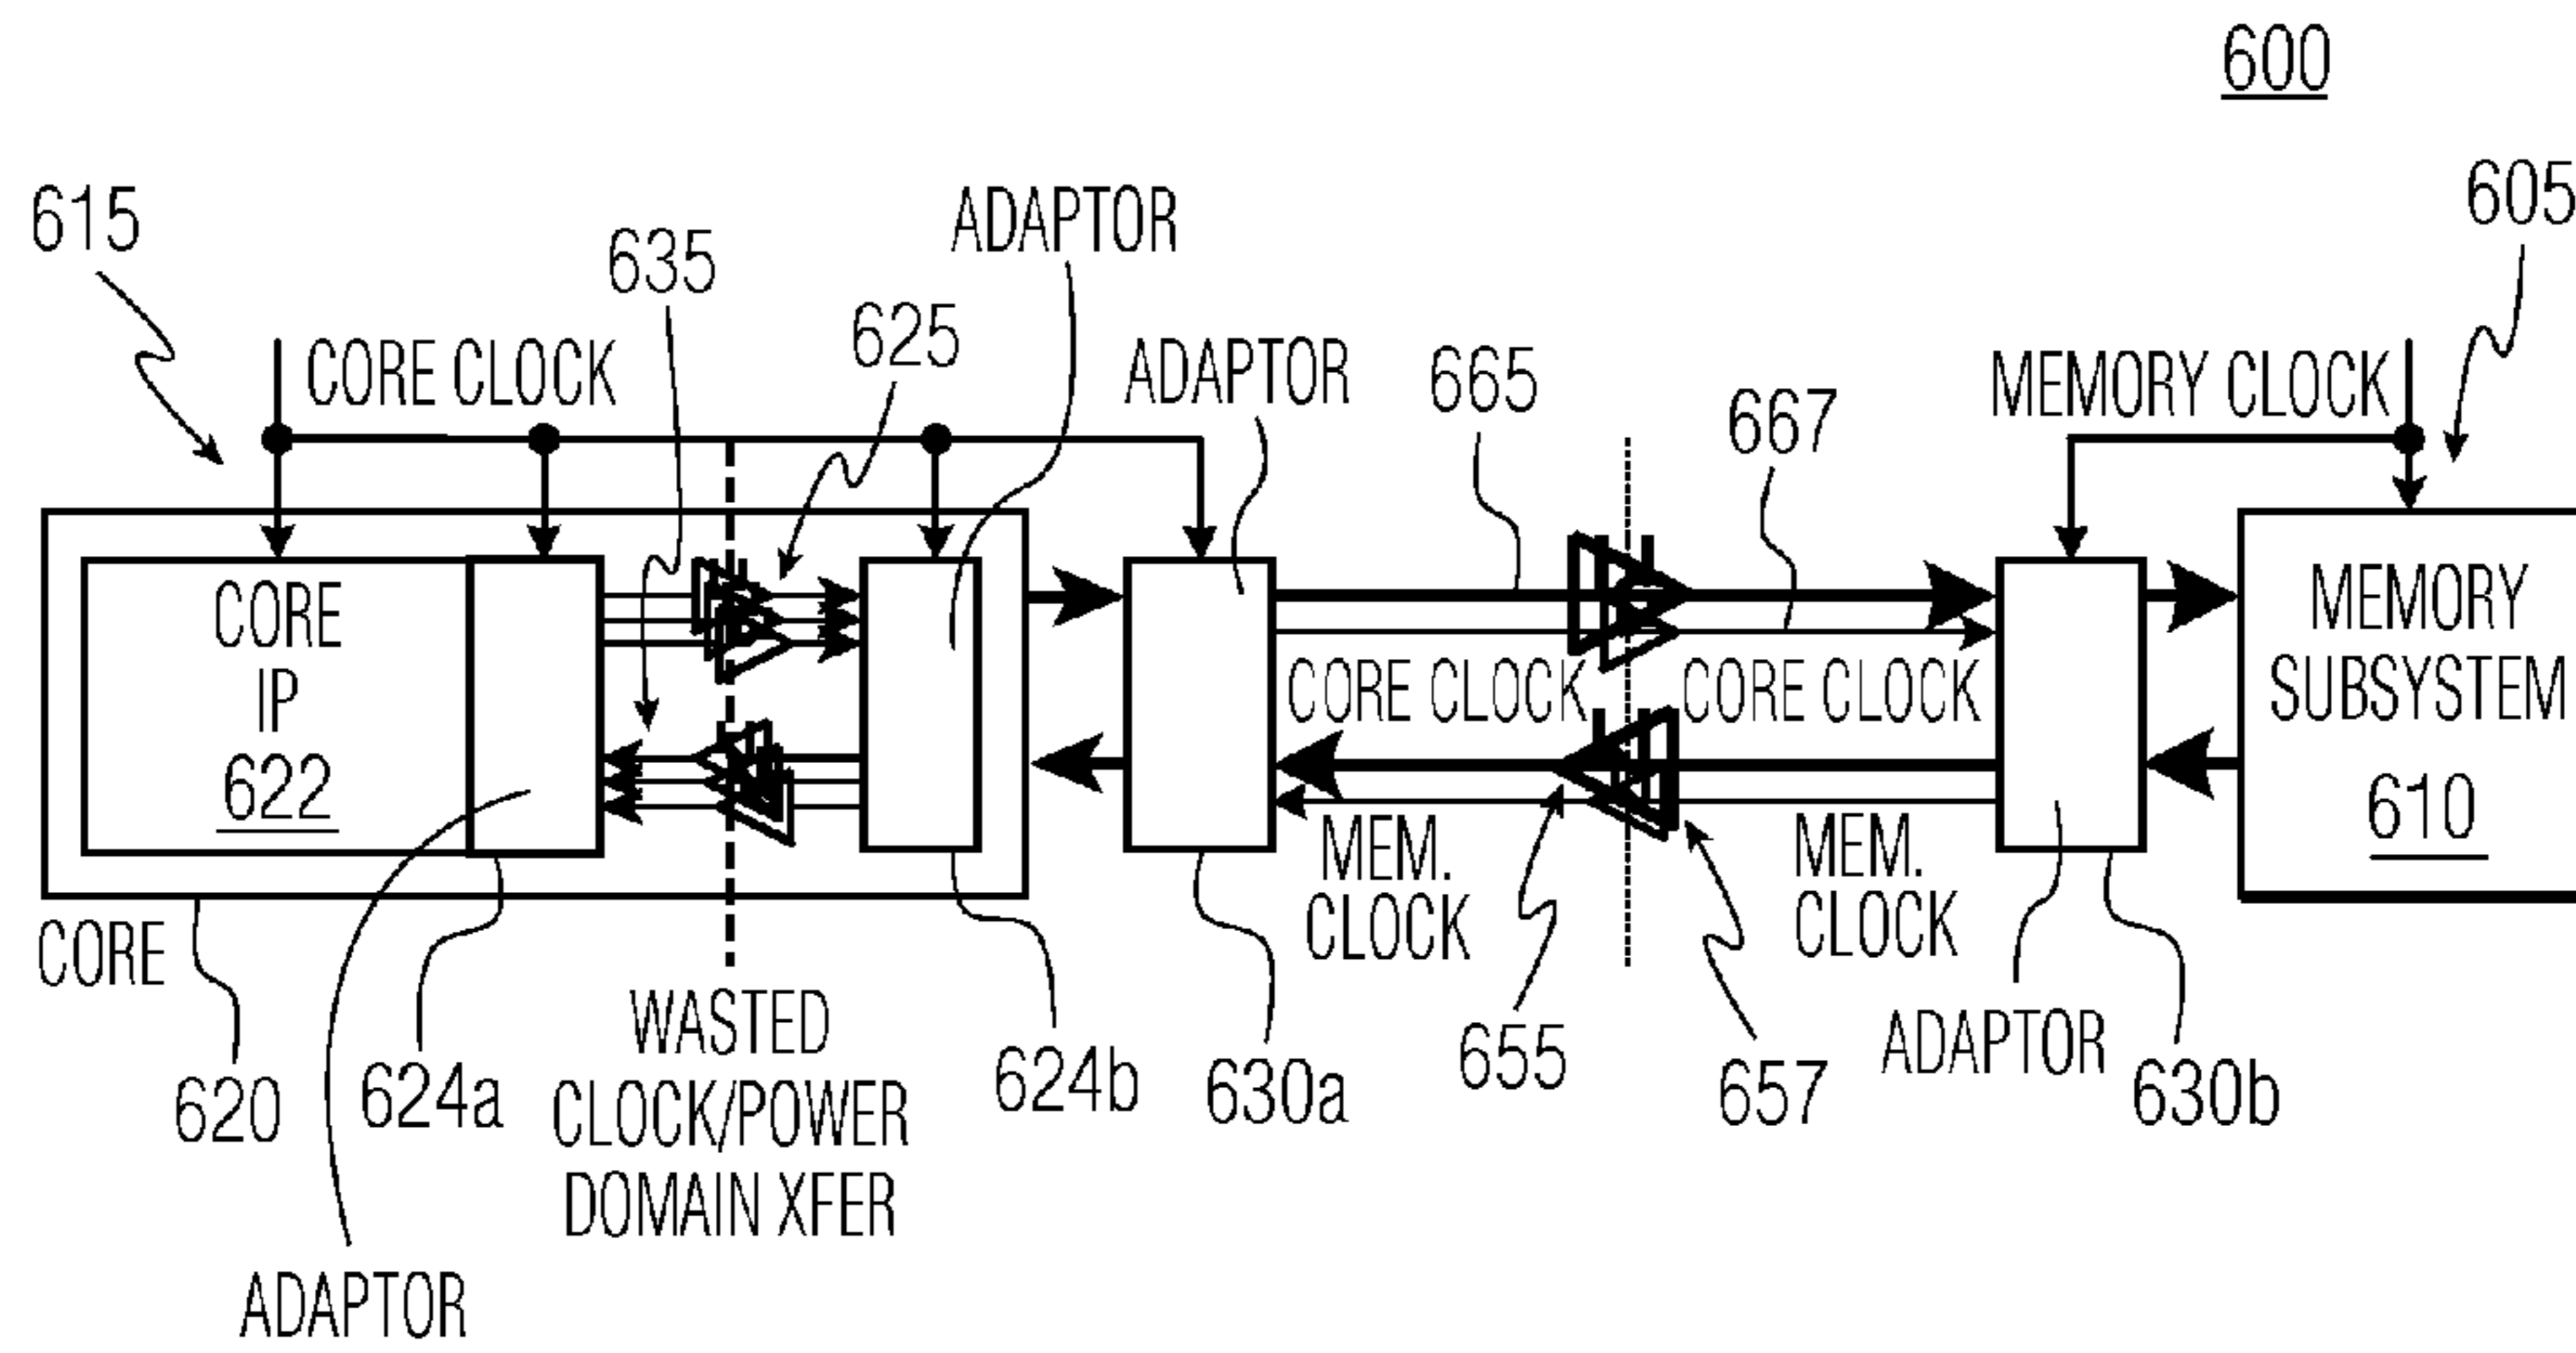 600
605
615
635
ADAPTOR
625
CORE CLOCK
ADAPTOR
665
667
MEMORY CLOCK
CORE
IP
622
CORE CLOCK
CORE CLOCK
MEMORY
SUBSYSTEM
610
MEM.
CLOCK
MEM.
CLOCK
CORE
620
624a
WASTED
CLOCK/POWER
DOMAIN XFER
624b
630a
655
657
ADAPTOR
630b
ADAPTOR